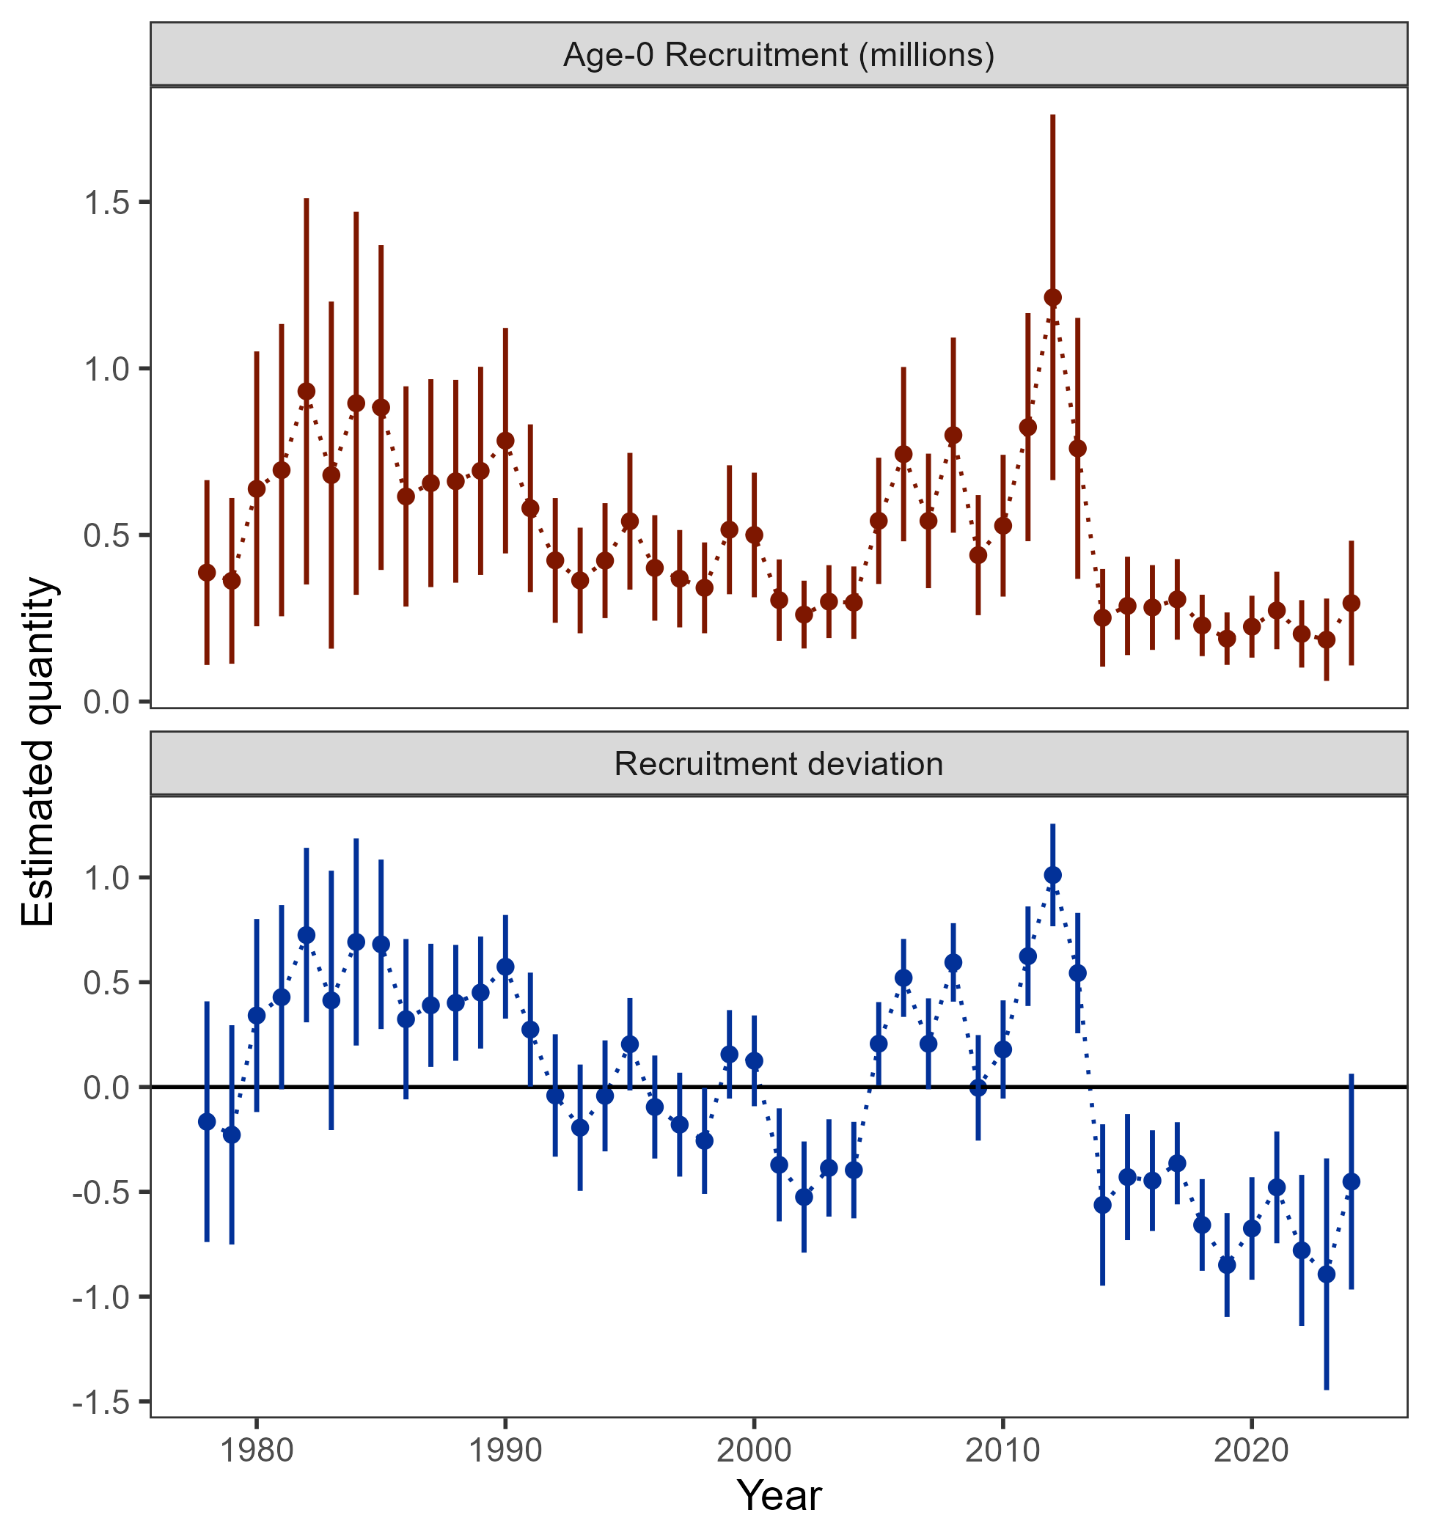 Age-0 Recruitment (millions)
1.5
1.0
0.5
0.0
Estimated quantity
Recruitment deviation
1.0
0.5
0.0
-0.5
-1.0
-1.5
1980 1990 2000 2010 2020
Year